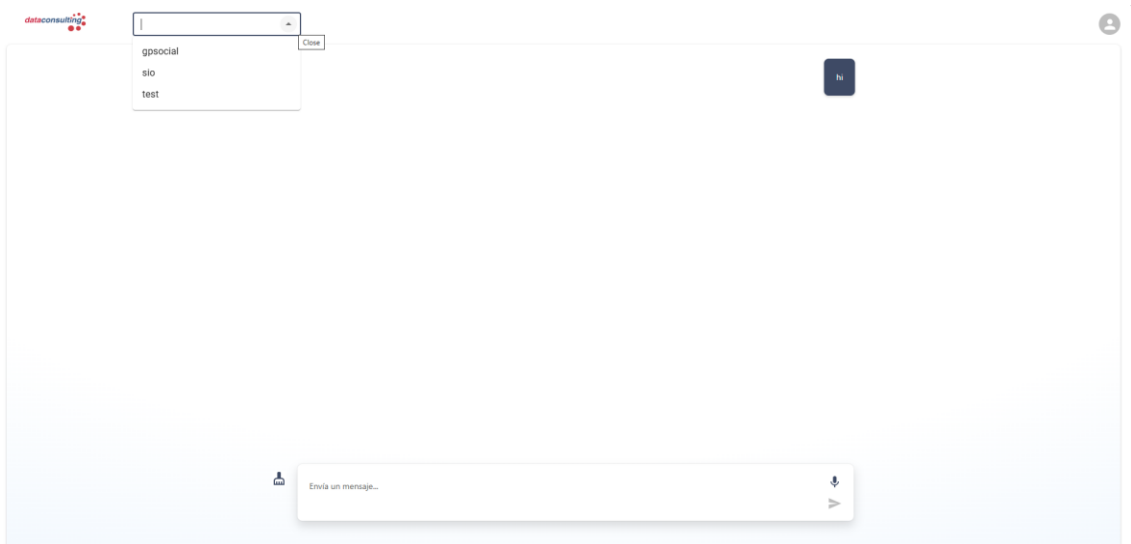 dataconsulting
Close
gpsocial
sio
test
hi
Envía un mensaje...